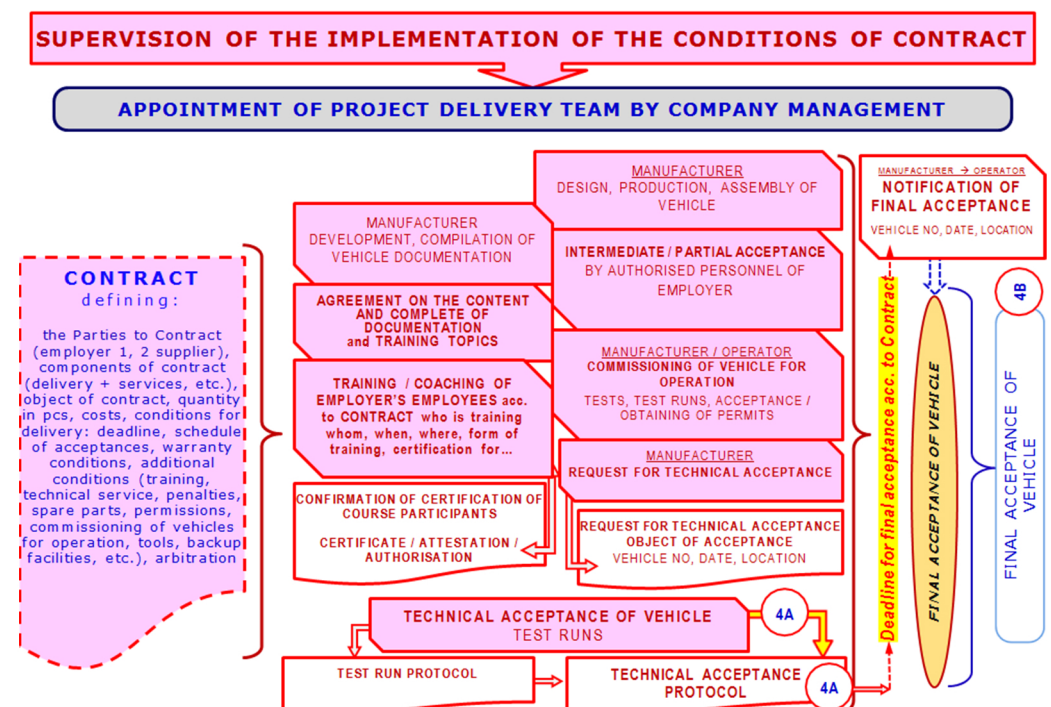 SUPERVISION OF THE IMPLEMENTATION OF THE CONDITIONS OF CONTRACT
APPOINTMENT OF PROJECT DELIVERY TEAM BY COMPANY MANAGEMENT
CONTRACT
defining:
the Parties to Contract
(employer 1, 2 supplier),
components of contract
(delivery + services, etc.),
object of contract, quantity
in pcs, costs, conditions for
delivery: deadline, schedule
of acceptances, warranty
conditions, additional
conditions (training,
technical service, penalties,
spare parts, permissions,
commissioning of vehicles
for operation, tools, backup
facilities, etc.), arbitration
MANUFACTURER
DEVELOPMENT, COMPILATION OF
VEHICLE DOCUMENTATION
AGREEMENT ON THE CONTENT
AND COMPLETE OF
DOCUMENTATION
and TRAINING TOPICS
TRAINING / COACHING OF
EMPLOYER'S EMPLOYEES acc.
to CONTRACT who is training
whom, when, where, form of
training, certification for...
CONFIRMATION OF CERTIFICATION OF
COURSE PARTICIPANTS
CERTIFICATE / ATTESTATION /
AUTHORISATION
MANUFACTURER
DESIGN, PRODUCTION, ASSEMBLY OF
VEHICLE
INTERMEDIATE / PARTIAL ACCEPTANCE
BY AUTHORISED PERSONNEL OF
EMPLOYER
MANUFACTURER / OPERATOR
COMMISSIONING OF VEHICLE FOR
OPERATION
TESTS, TEST RUNS, ACCEPTANCE /
OBTAINING OF PERMITS
MANUFACTURER
REQUEST FOR TECHNICAL ACCEPTANCE
REQUEST FOR TECHNICAL ACCEPTANCE
OBJECT OF ACCEPTANCE
VEHICLE NO, DATE, LOCATION
TECHNICAL ACCEPTANCE OF VEHICLE
TEST RUNS
4A
TEST RUN PROTOCOL
TECHNICAL ACCEPTANCE
PROTOCOL
4A
MANUFACTURER → OPERATOR
NOTIFICATION OF
FINAL ACCEPTANCE
VEHICLE NO, DATE, LOCATION
Deadline for final acceptance acc. to Contract
FINAL ACCEPTANCE OF VEHICLE
4B
FINAL ACCEPTANCE OF
VEHICLE